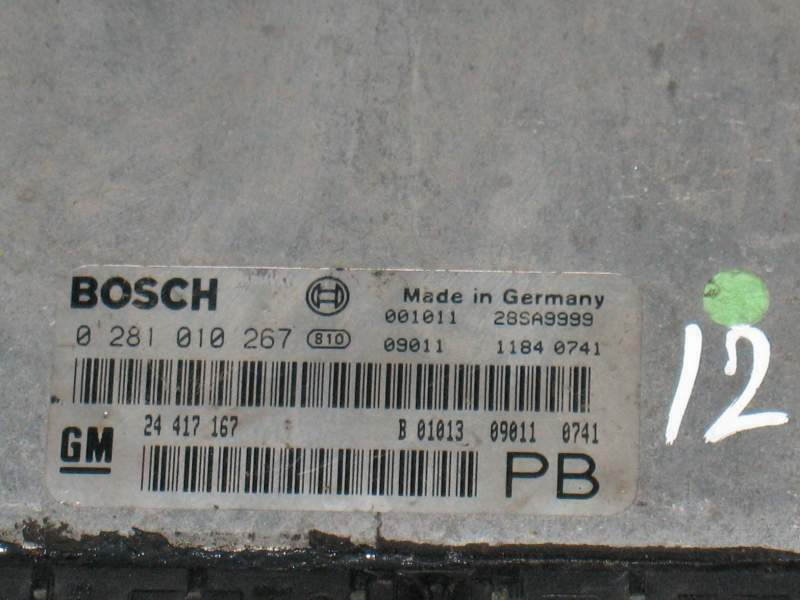 BOSCH
Made in Germany
0 281 010 267 810
001011 28SA9999
09011 1184 0741
GM
24 417 167
B 01013 09011 0741
PB
12